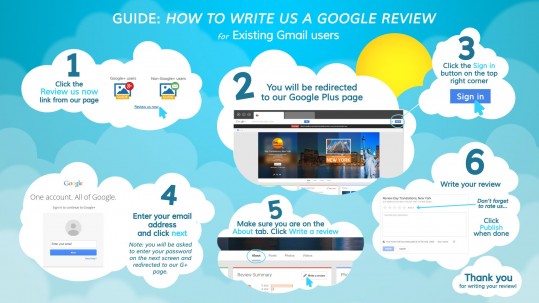 GUIDE: HOW TO WRITE US A GOOGLE REVIEW
for Existing Gmail users
1
Click the
Review us now
link from our page
Google+ users
Non Google+ users
Review us now
2
You will be redirected
to our Google Plus page
NEW YORK
3
Click the Sign in
button on the top
right corner
Sign in
Google
One account. All of Google.
Sign in to continue to Google+
Enter your email
Next
4
Enter your email
address
and click next
Note: you will be asked
to enter your password
on the next screen and
redirected to our G+
page.
5
Make sure you are on the
About tab. Click Write a review
About
Posts
Photos
Videos
Review Summary
Write a review
6
Write your review
Don't forget
to rate us...
Click
Publish
when done
Thank you
for writing your review!